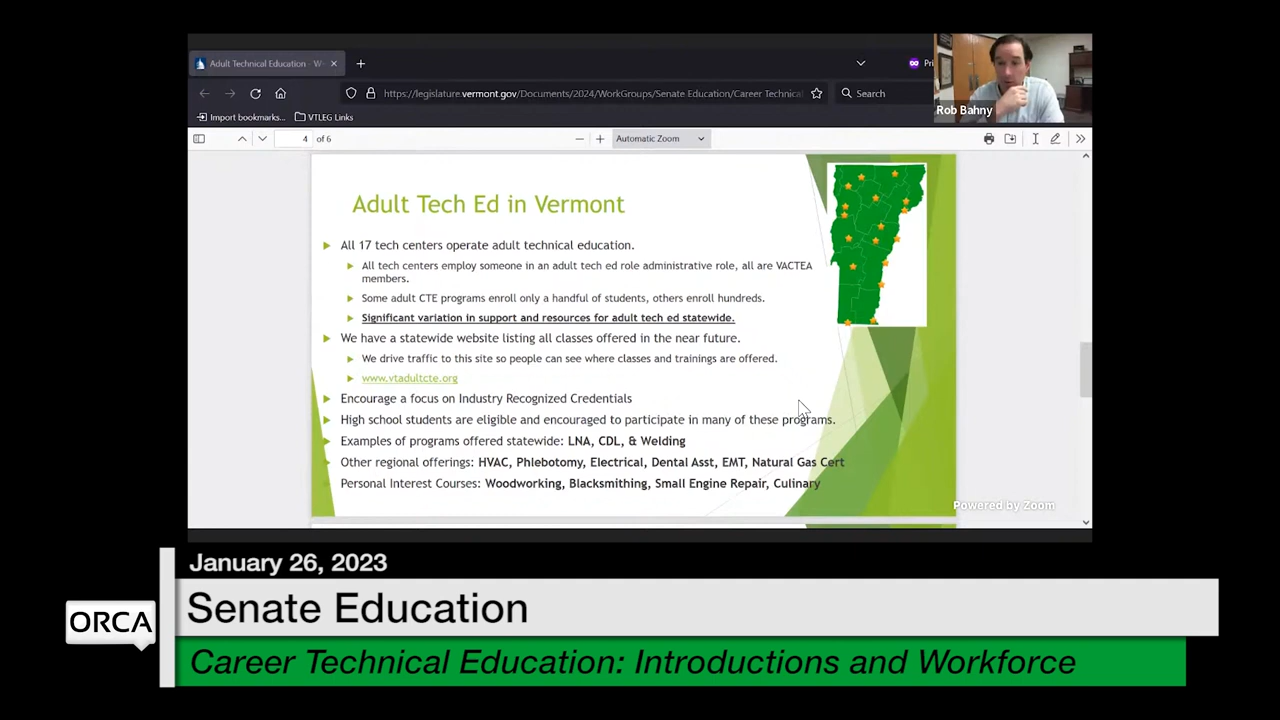 Adult Technical Education - W
Pri
https://legislature.vermont.gov/Documents/2024/WorkGroups/Senate Education/Career Technical
Search
Rob Bahny
Import bookmarks...
VTLEG Links
4 of 6
Automatic Zoom
Adult Tech Ed in Vermont
All 17 tech centers operate adult technical education.
All tech centers employ someone in an adult tech ed role administrative role, all are VACTEA
members.
Some adult CTE programs enroll only a handful of students, others enroll hundreds.
Significant variation in support and resources for adult tech ed statewide.
We have a statewide website listing all classes offered in the near future.
We drive traffic to this site so people can see where classes and trainings are offered.
www.vtadultcte.org
Encourage a focus on Industry Recognized Credentials
High school students are eligible and encouraged to participate in many of these programs.
Examples of programs offered statewide: LNA, CDL, & Welding
Other regional offerings: HVAC, Phlebotomy, Electrical, Dental Asst, EMT, Natural Gas Cert
Personal Interest Courses: Woodworking, Blacksmithing, Small Engine Repair, Culinary
Powered by Zoom
January 26, 2023
Senate Education
ORCA
Career Technical Education: Introductions and Workforce